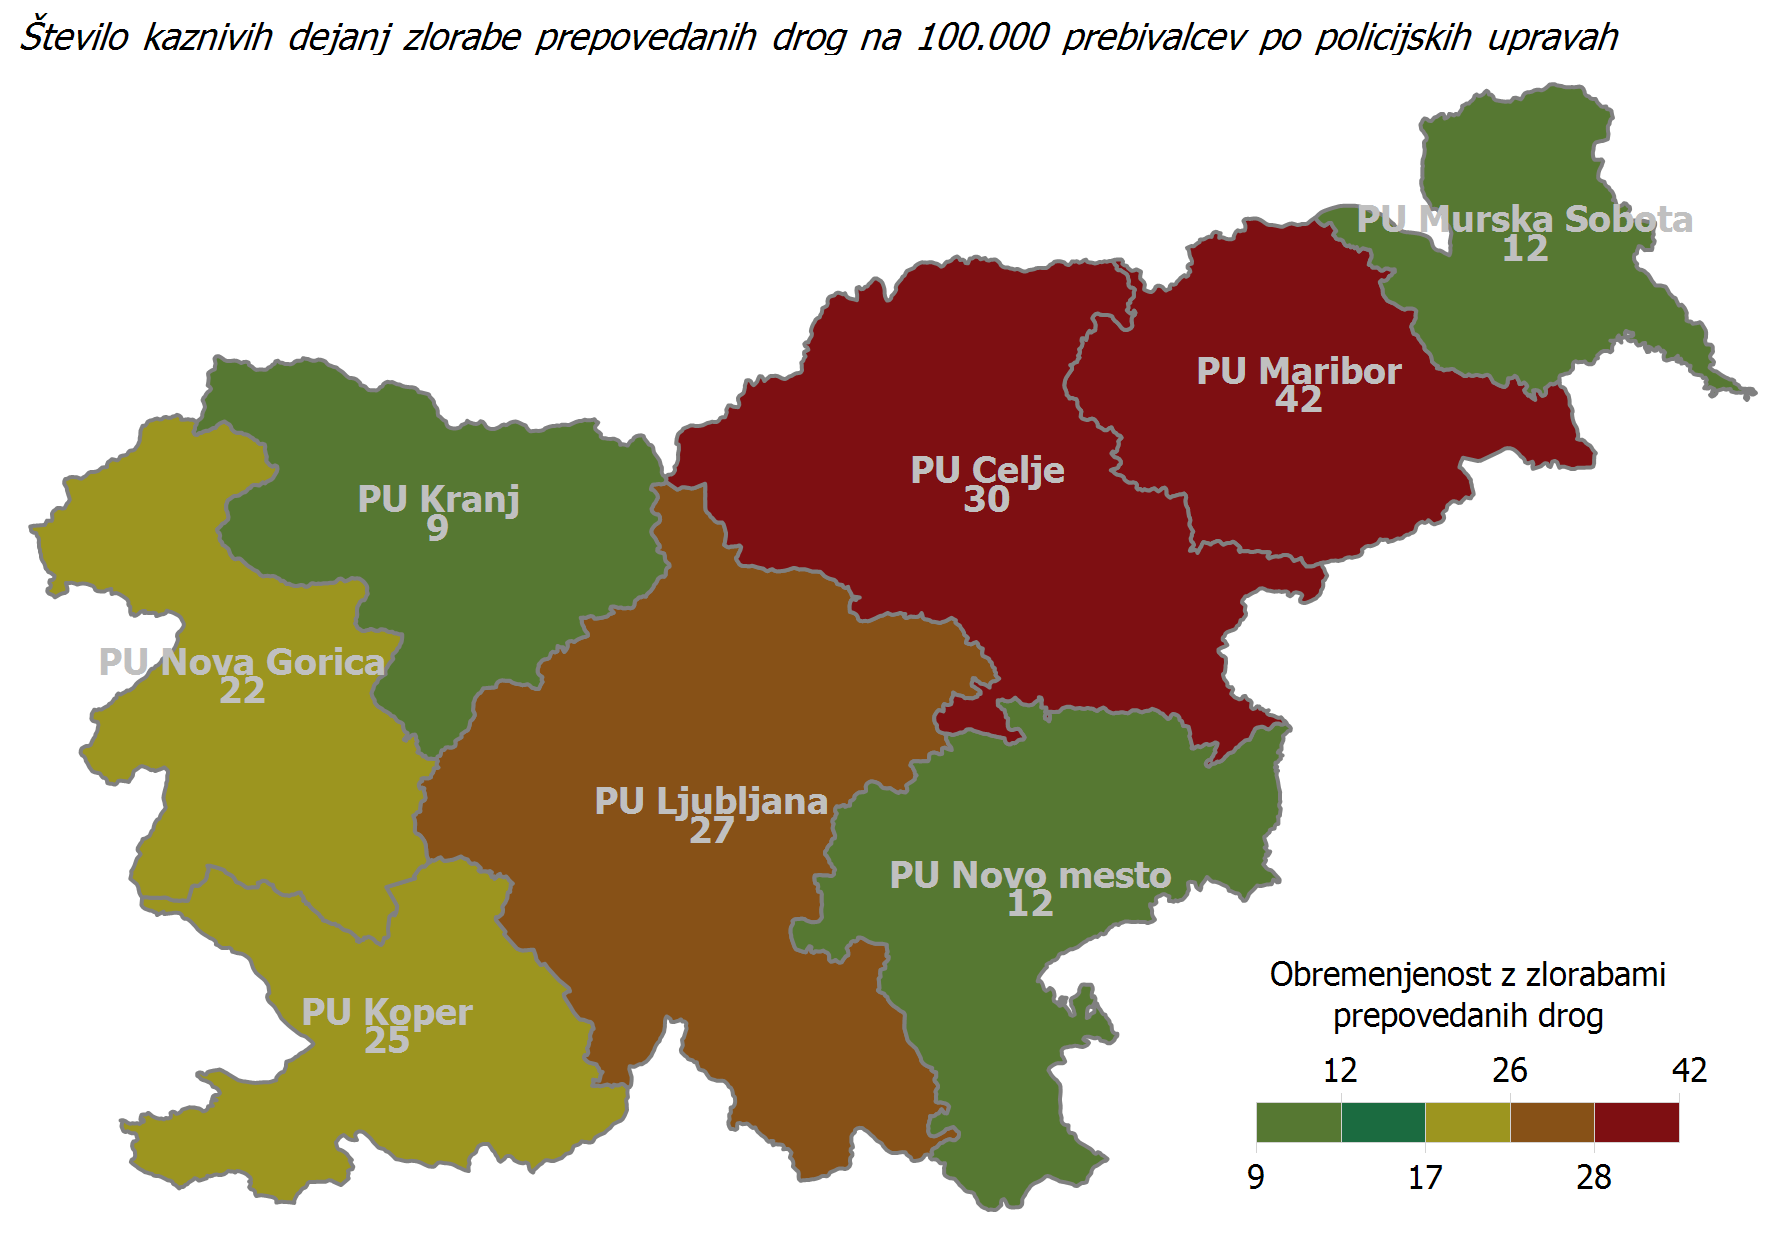 Število kaznivih dejanj zlorabe prepovedanih drog na 100.000 prebivalcev po policijskih upravah
PU Murska Sobota
12
PU Maribor
42
PU Celje
30
PU Kranj
9
PU Nova Gorica
22
PU Ljubljana
27
PU Novo mesto
12
PU Koper
25
Obremenjenost z zlorabami
prepovedanih drog
12 26 42
9 17 28